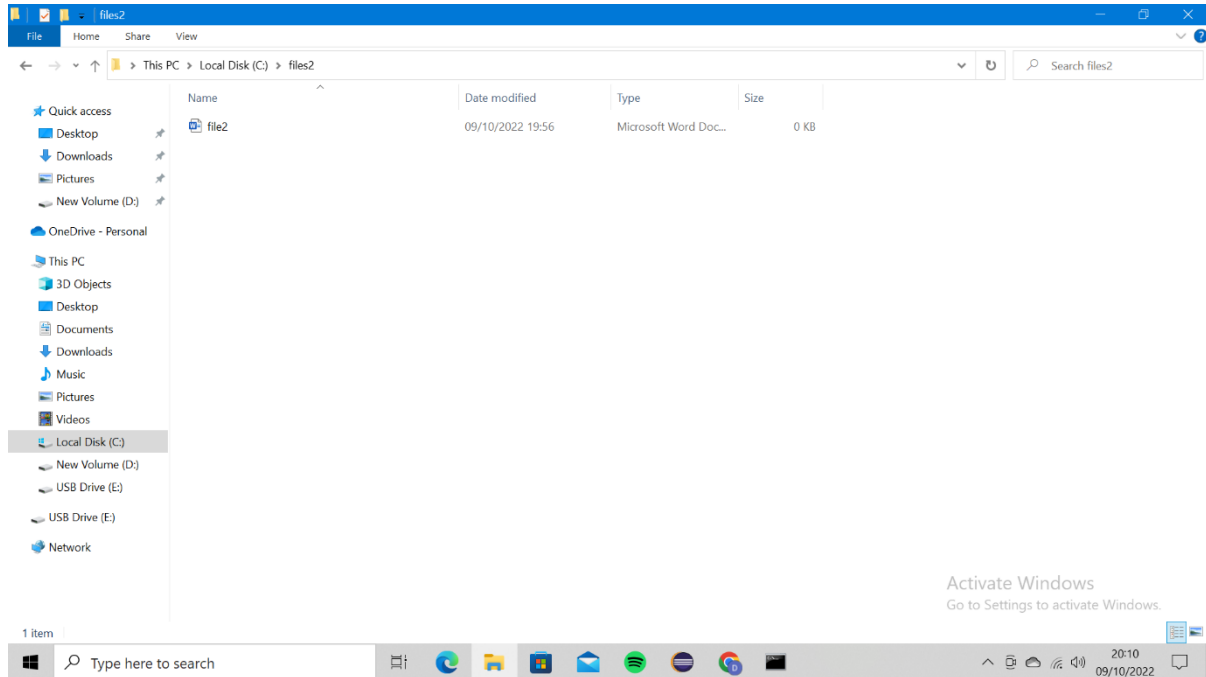 files2
File Home Share View
This PC > Local Disk (C:) > files2
Search files2
Name Date modified Type Size
file2 09/10/2022 19:56 Microsoft Word Doc... 0 KB
Quick access
Desktop
Downloads
Pictures
New Volume (D:)
OneDrive - Personal
This PC
3D Objects
Desktop
Documents
Downloads
Music
Pictures
Videos
Local Disk (C:)
New Volume (D:)
USB Drive (E:)
USB Drive (E:)
Network
Activate Windows
Go to Settings to activate Windows.
1 item
Type here to search
20:10
09/10/2022